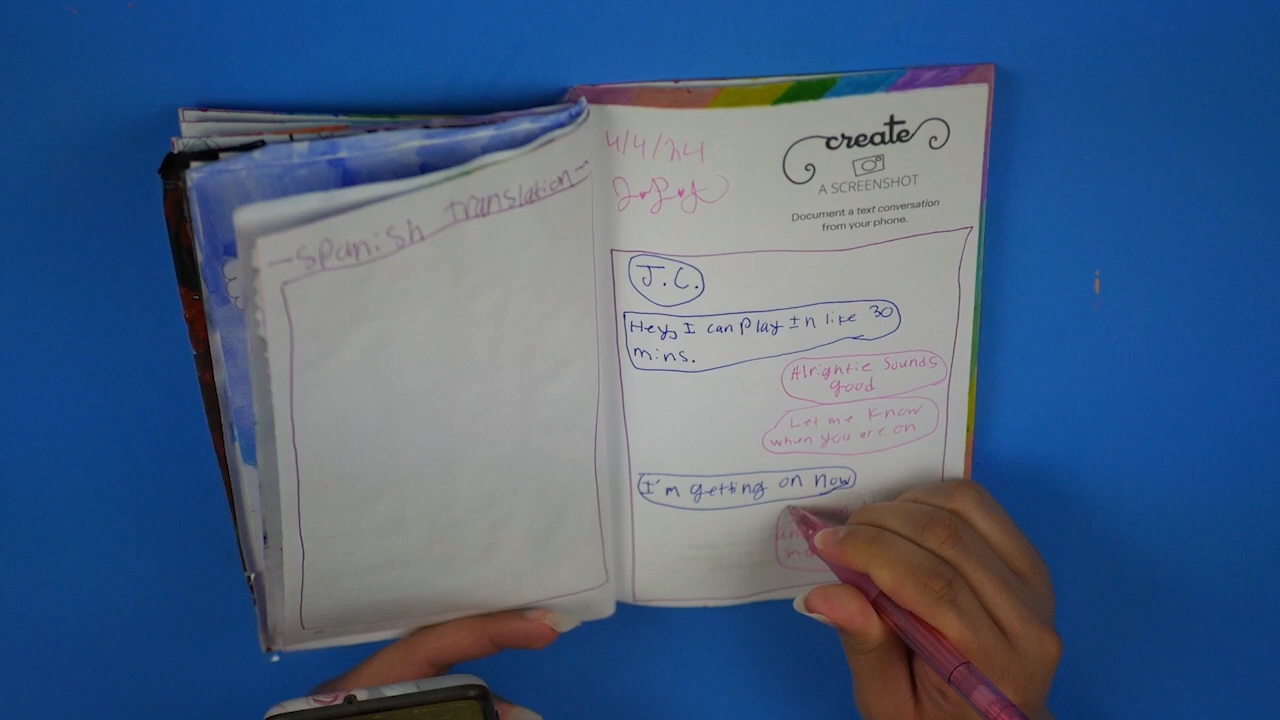 ~Spanish translation~
4/4/24
J.P.J
create
A SCREENSHOT
Document a text conversation
from your phone.
J.C.
Hey, I can play In like 30
mins.
Alrightie Sounds
good
Let me Know
when you are on
I'm getting on now